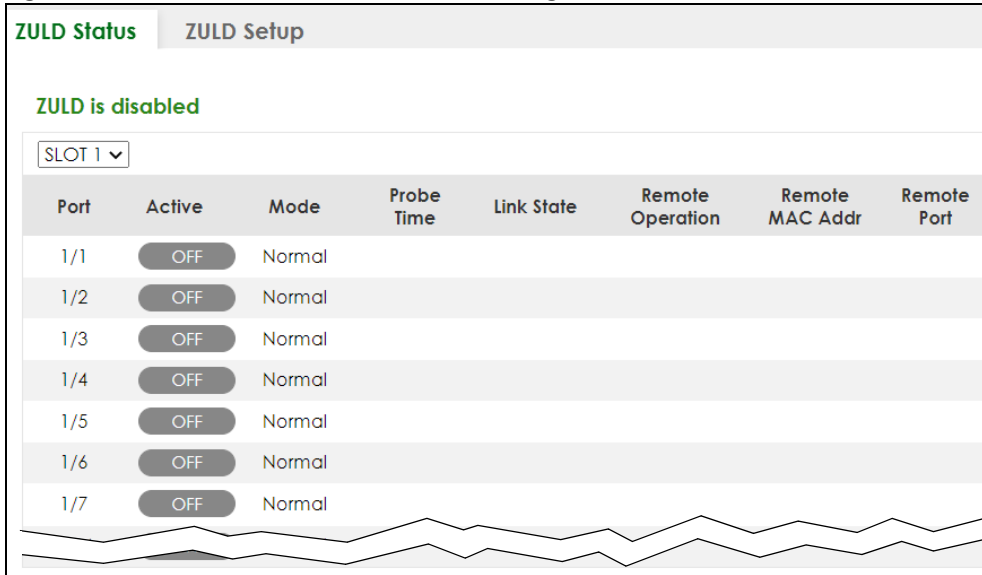 ZULD Status ZULD Setup
ZULD is disabled
SLOT 1
Port Active Mode Probe Time Link State Remote Operation Remote MAC Addr Remote Port
1/1 OFF Normal
1/2 OFF Normal
1/3 OFF Normal
1/4 OFF Normal
1/5 OFF Normal
1/6 OFF Normal
1/7 OFF Normal